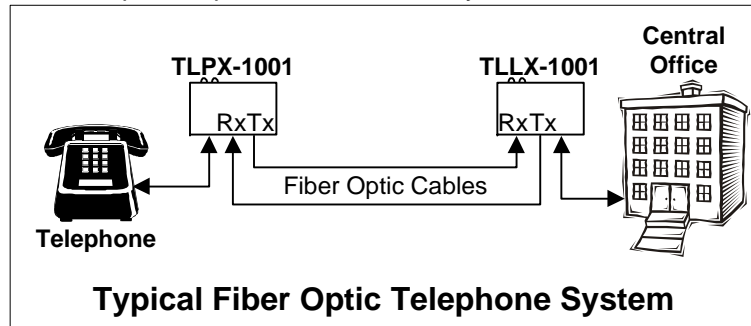 Central
Office
TLPX-1001
TLLX-1001
RxTx
RxTx
Fiber Optic Cables
Telephone
Typical Fiber Optic Telephone System